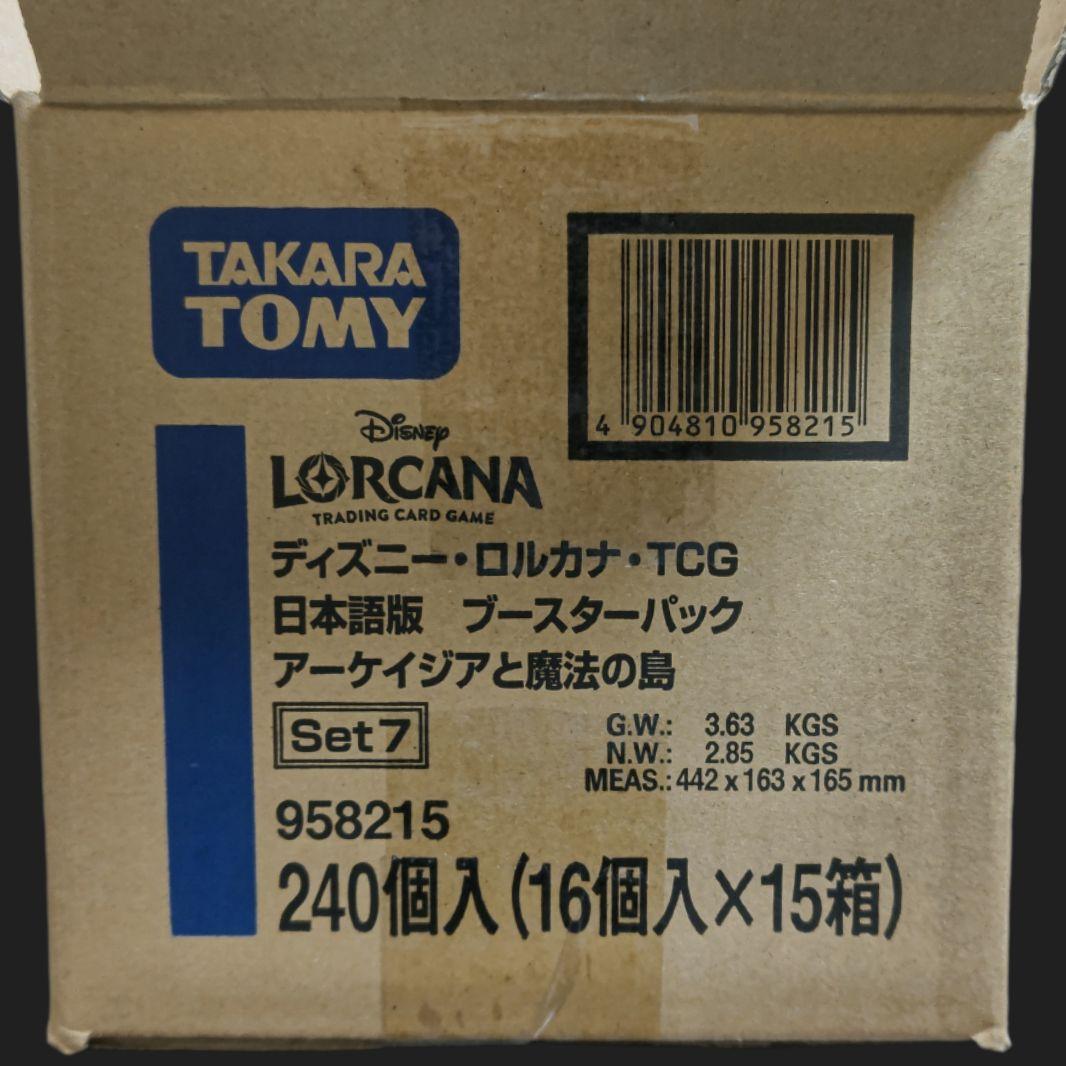 TAKARA
TOMY
4 904810 958215
Disney
LORCANA
TRADING CARD GAME
ディズニー・ロルカナ・TCG
日本語版 ブースターパック
アーケイジアと魔法の島
Set7
G.W.: 3.63 KGS
N.W.: 2.85 KGS
MEAS.: 442 x 163 x 165 mm
958215
240個入(16個入×15箱)